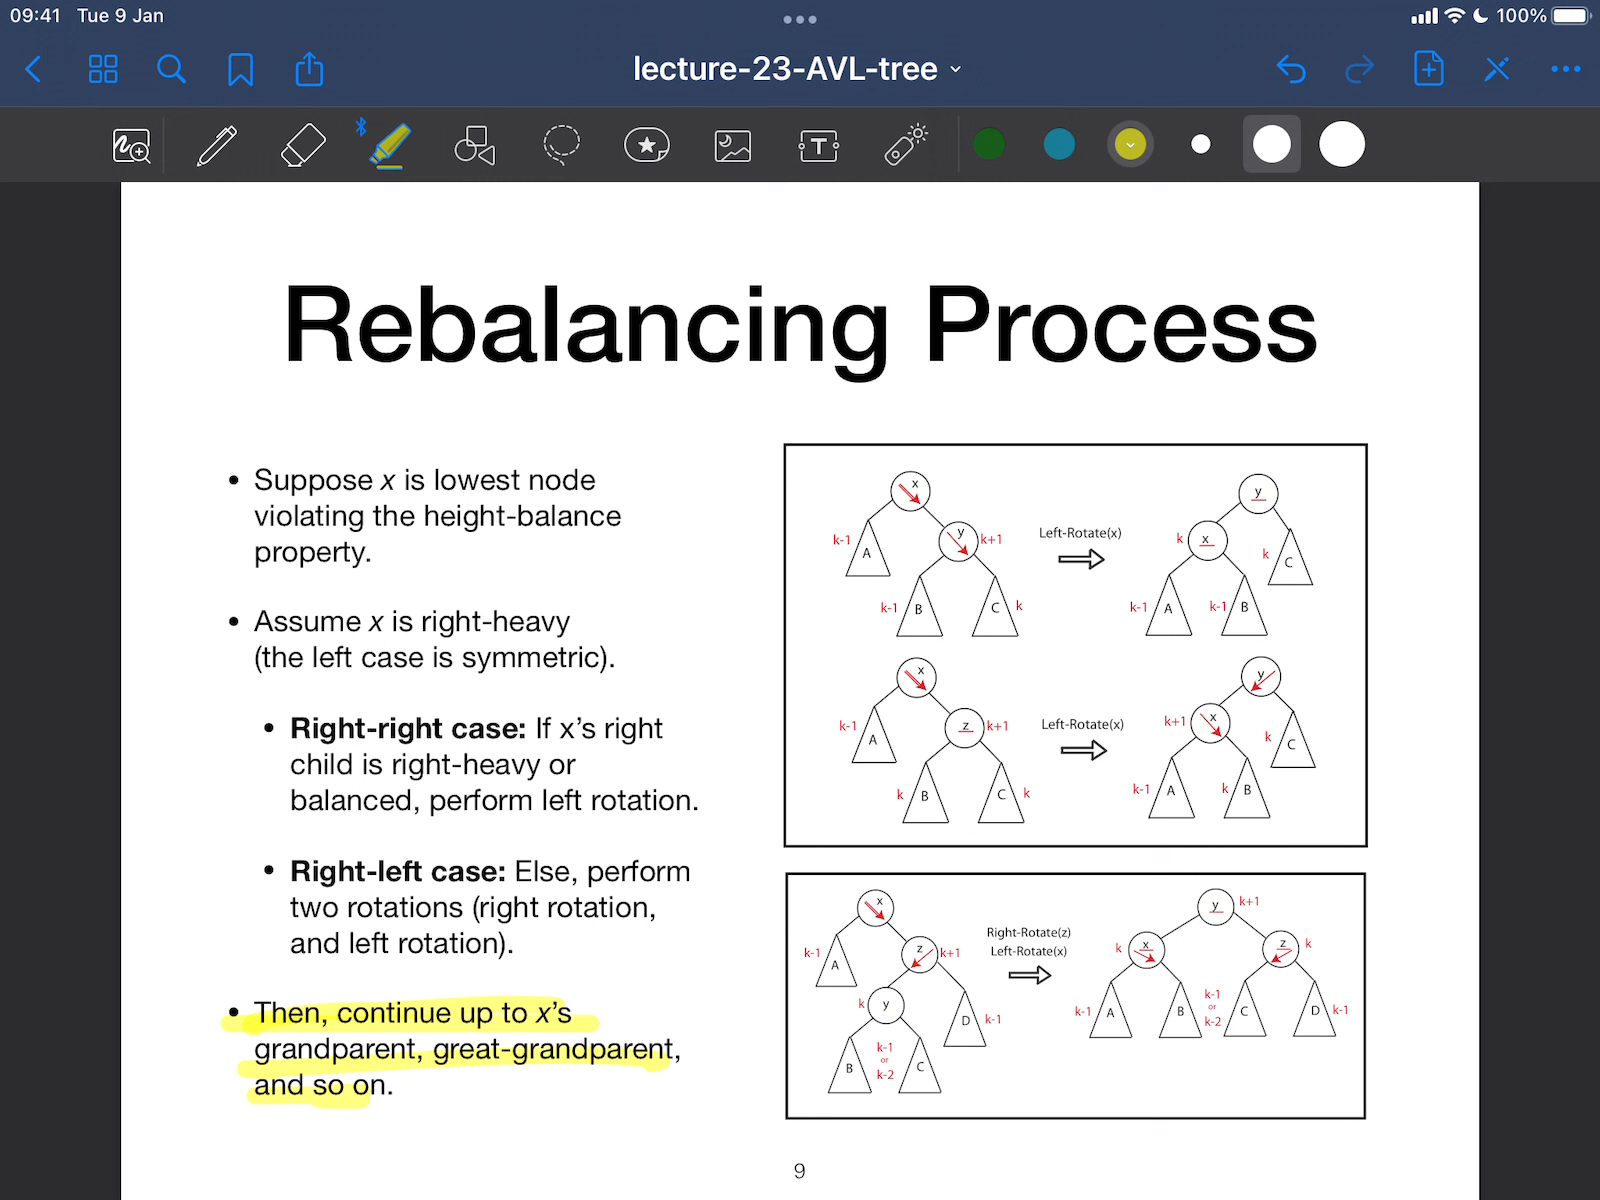 09:41 Tue 9 Jan
100%
lecture-23-AVL-tree
T
Rebalancing Process
• Suppose x is lowest node
violating the height-balance
property.
• Assume x is right-heavy
(the left case is symmetric).
• Right-right case: If x’s right
child is right-heavy or
balanced, perform left rotation.
• Right-left case: Else, perform
two rotations (right rotation,
and left rotation).
• Then, continue up to x’s
grandparent, great-grandparent,
and so on.
x
k-1 A
y k+1
k-1 B
C k
Left-Rotate(x)
y
k x
k C
k-1 A
k-1 B
x
k-1 A
z k+1
k B
C k
Left-Rotate(x)
y
k+1 x
k C
k-1 A
k B
x
k-1 A
z k+1
k y
D k-1
B
k-1
or
k-2
C
Right-Rotate(z)
Left-Rotate(x)
y k+1
k x
z k
k-1 A
B
k-1
or
k-2
C
D k-1
9